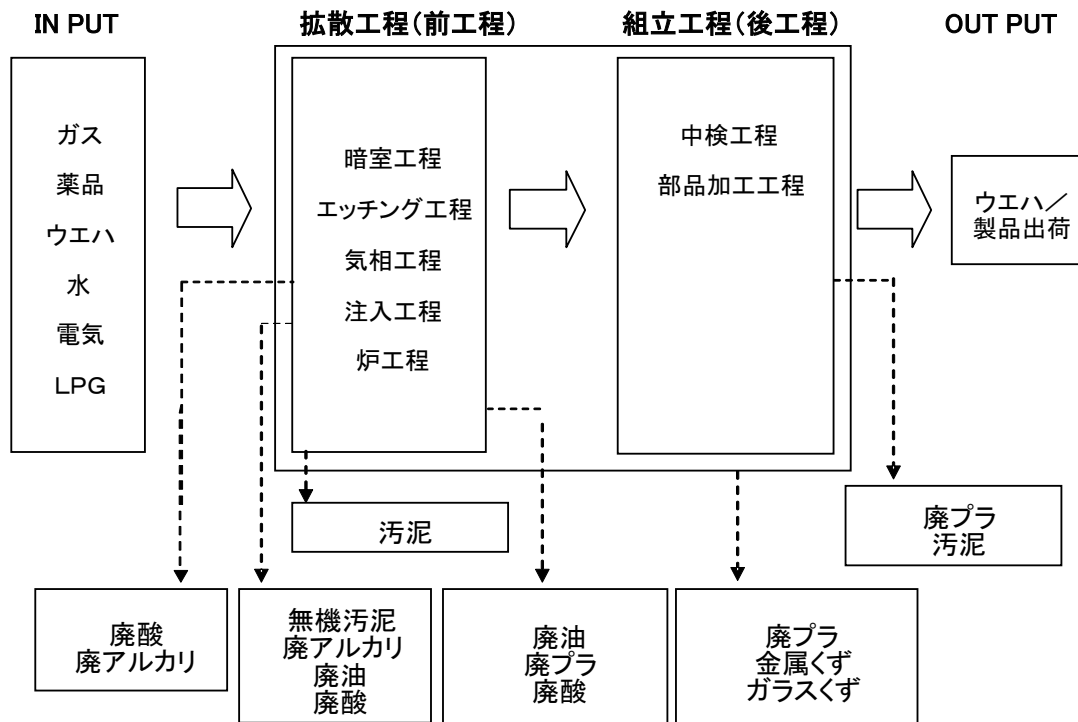 IN PUT
拡散工程(前工程)
組立工程(後工程)
OUT PUT
ガス
薬品
ウエハ
水
電気
LPG
暗室工程
エッチング工程
気相工程
注入工程
炉工程
中検工程
部品加工工程
ウエハ／
製品出荷
汚泥
廃プラ
汚泥
廃酸
廃アルカリ
無機汚泥
廃アルカリ
廃油
廃酸
廃油
廃プラ
廃酸
廃プラ
金属くず
ガラスくず